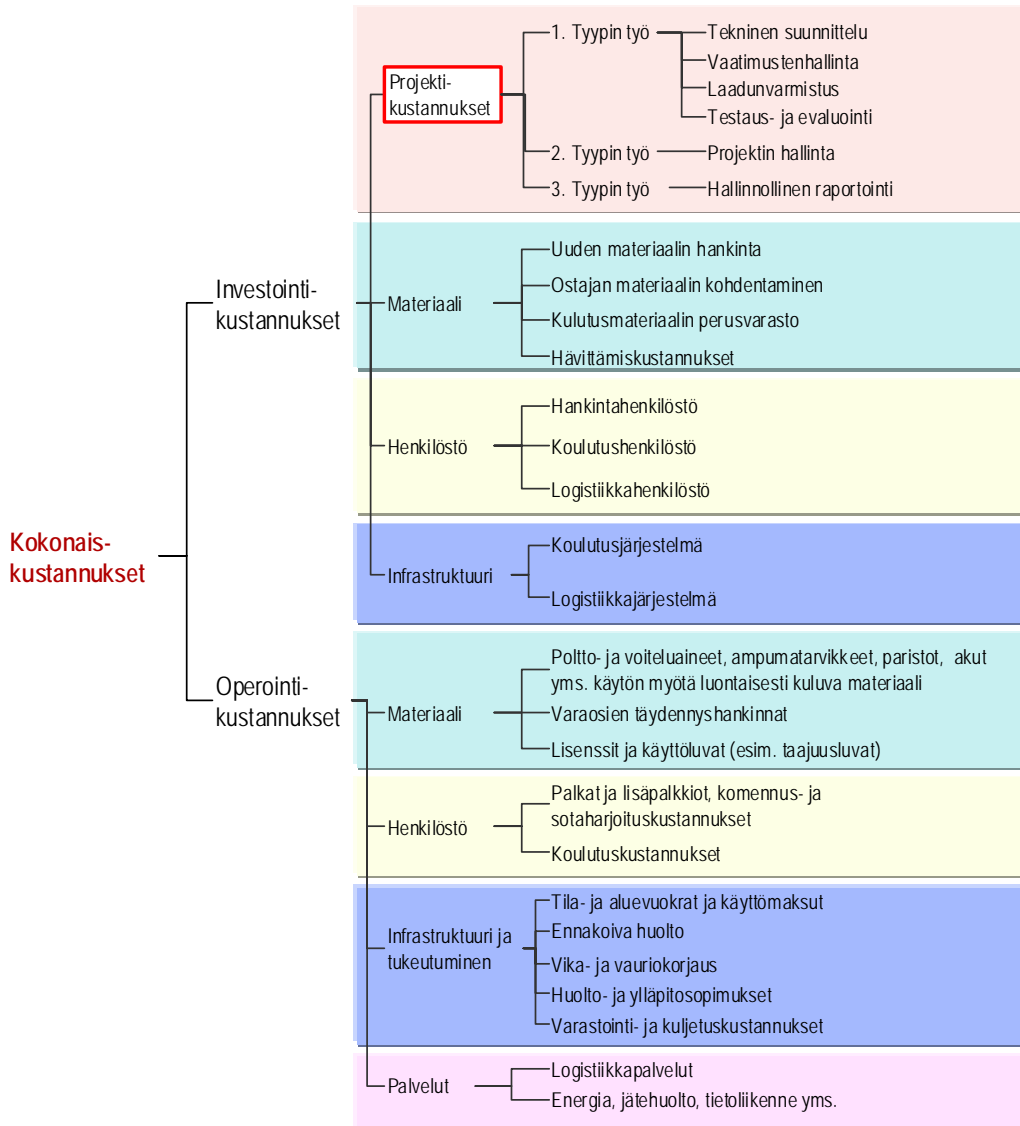 Kokonais-
kustannukset
Investointi-
kustannukset
Projekti-
kustannukset
1. Tyypin työ
Tekninen suunnittelu
Vaatimustenhallinta
Laadunvarmistus
Testaus- ja evaluointi
2. Tyypin työ
Projektin hallinta
3. Tyypin työ
Hallinnollinen raportointi
Materiaali
Uuden materiaalin hankinta
Ostajan materiaalin kohdentaminen
Kulutusmateriaalin perusvarasto
Hävittämiskustannukset
Henkilöstö
Hankintahenkilöstö
Koulutushenkilöstö
Logistiikkahenkilöstö
Infrastruktuuri
Koulutusjärjestelmä
Logistiikkajärjestelmä
Operointi-
kustannukset
Materiaali
Poltto- ja voiteluaineet, ampumatarvikkeet, paristot, akut
yms. käytön myötä luontaisesti kuluva materiaali
Varaosien täydennyshankinnat
Lisenssit ja käyttöluvat (esim. taajuusluvat)
Henkilöstö
Palkat ja lisäpalkkiot, komennus- ja
sotaharjoituskustannukset
Koulutuskustannukset
Infrastruktuuri ja
tukeutuminen
Tila- ja aluevuokrat ja käyttömaksut
Ennakoiva huolto
Vika- ja vauriokorjaus
Huolto- ja ylläpitosopimukset
Varastointi- ja kuljetuskustannukset
Palvelut
Logistiikkapalvelut
Energia, jätehuolto, tietoliikenne yms.